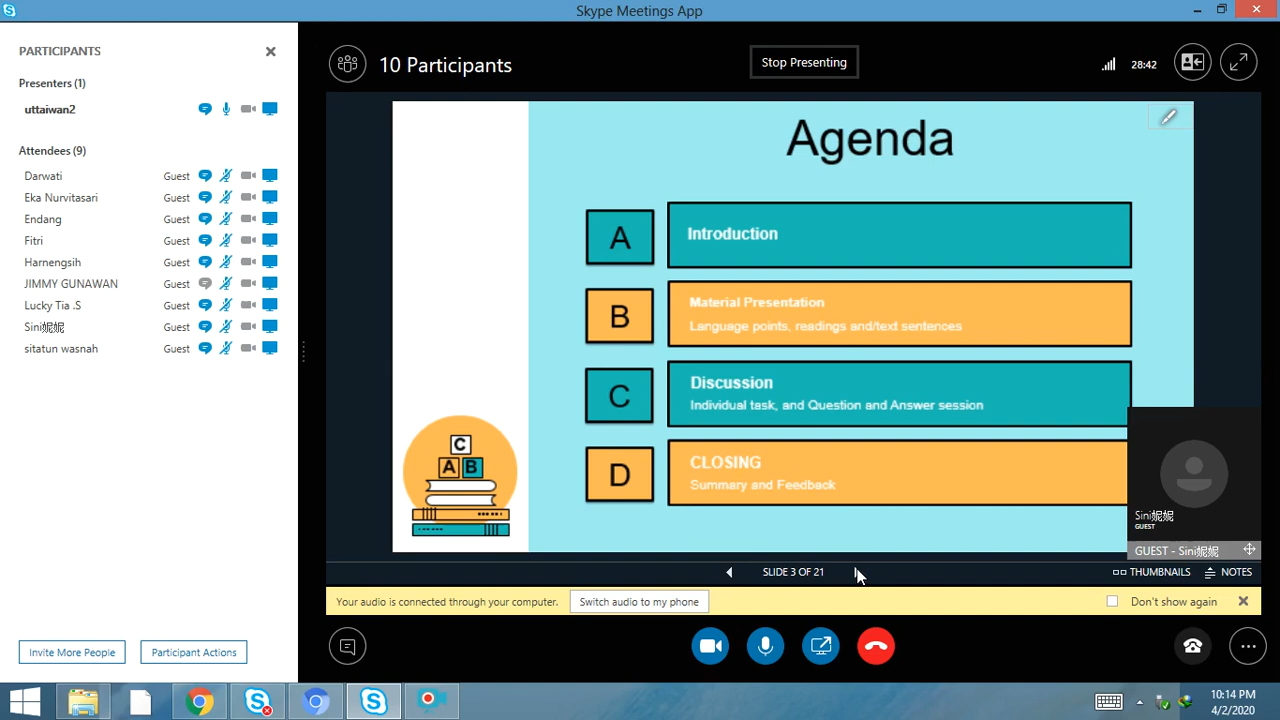 Skype Meetings App
PARTICIPANTS
Presenters (1)
uttaiwan2
Attendees (9)
Darwati Guest
Eka Nurvitasari Guest
Endang Guest
Fitri Guest
Harnengsih Guest
JIMMY GUNAWAN Guest
Lucky Tia .S Guest
Sini妮妮 Guest
sitatun wasnah Guest
Invite More People
Participant Actions
10 Participants
Stop Presenting
28:42
Agenda
A
Introduction
B
Material Presentation
Language points, readings and/text sentences
C
Discussion
Individual task, and Question and Answer session
D
CLOSING
Summary and Feedback
C
A B
Sini妮妮
GUEST
GUEST - Sini妮妮
SLIDE 3 OF 21
THUMBNAILS
NOTES
Your audio is connected through your computer.
Switch audio to my phone
Don't show again
10:14 PM
4/2/2020